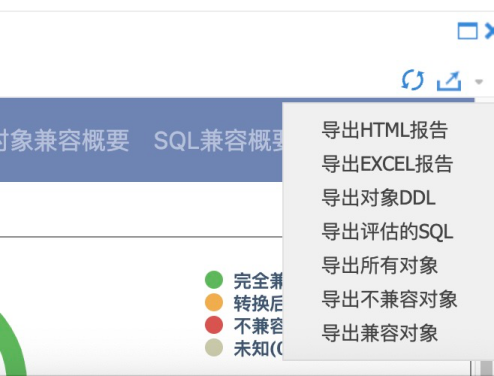 对象兼容概要 SQL兼容概要
导出HTML报告
导出EXCEL报告
导出对象DDL
导出评估的SQL
导出所有对象
导出不兼容对象
导出兼容对象
完全兼
转换后
不兼容
未知(